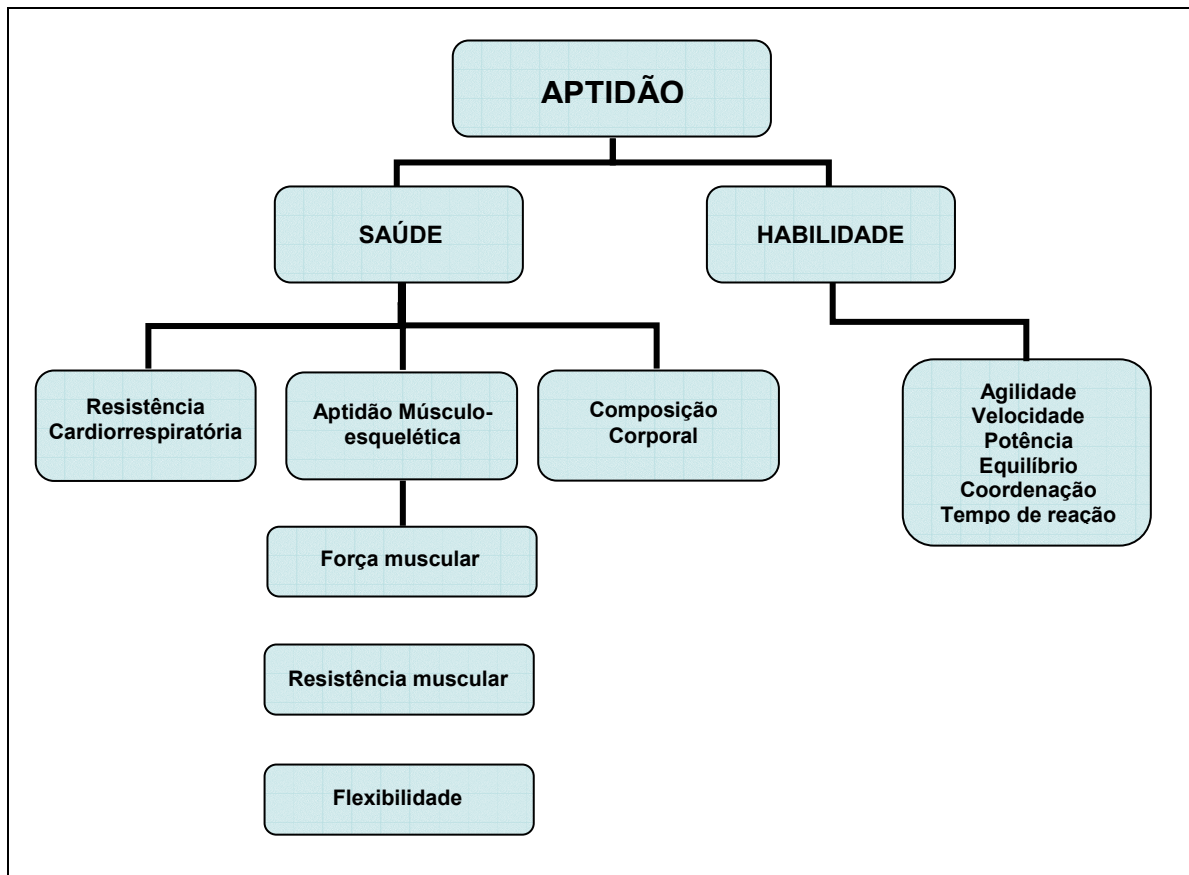 APTIDÃO
SAÚDE
HABILIDADE
Resistência
Cardiorrespiratória
Aptidão Músculo-
esquelética
Composição
Corporal
Agilidade
Velocidade
Potência
Equilíbrio
Coordenação
Tempo de reação
Força muscular
Resistência muscular
Flexibilidade